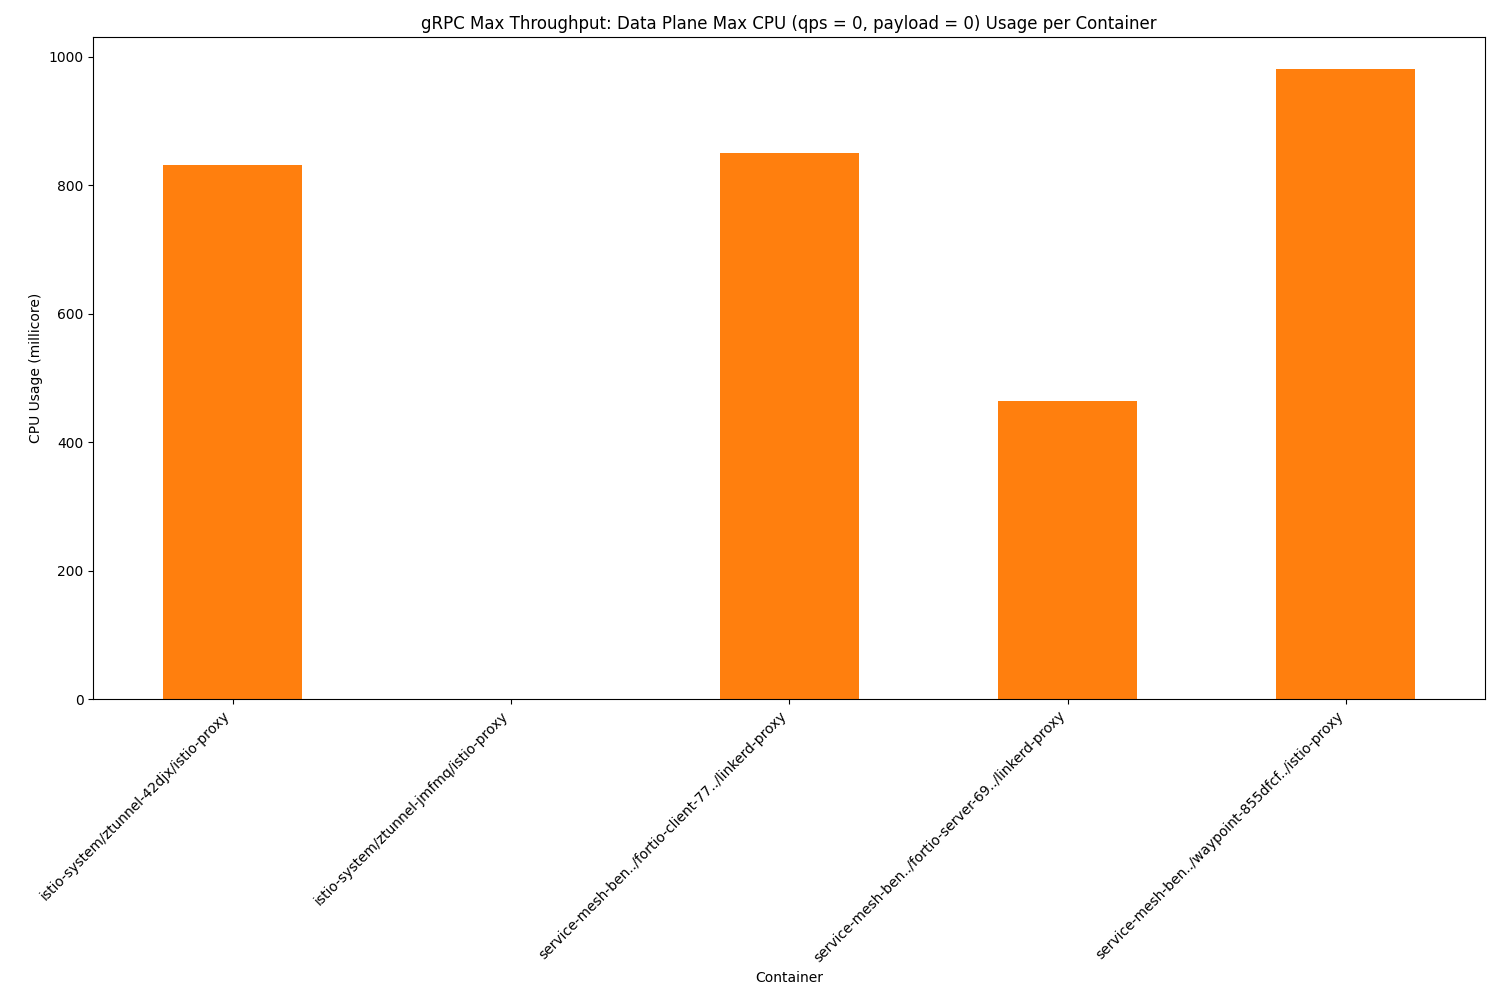 gRPC Max Throughput: Data Plane Max CPU (qps = 0, payload = 0) Usage per Container
CPU Usage (millicore)
1000
800
600
400
200
0
istio-system/ztunnel-42djx/istio-proxy
istio-system/ztunnel-jmfmq/istio-proxy
service-mesh-ben../fortio-client-77../linkerd-proxy
service-mesh-ben../fortio-server-69../linkerd-proxy
service-mesh-ben../waypoint-855dfcf../istio-proxy
Container